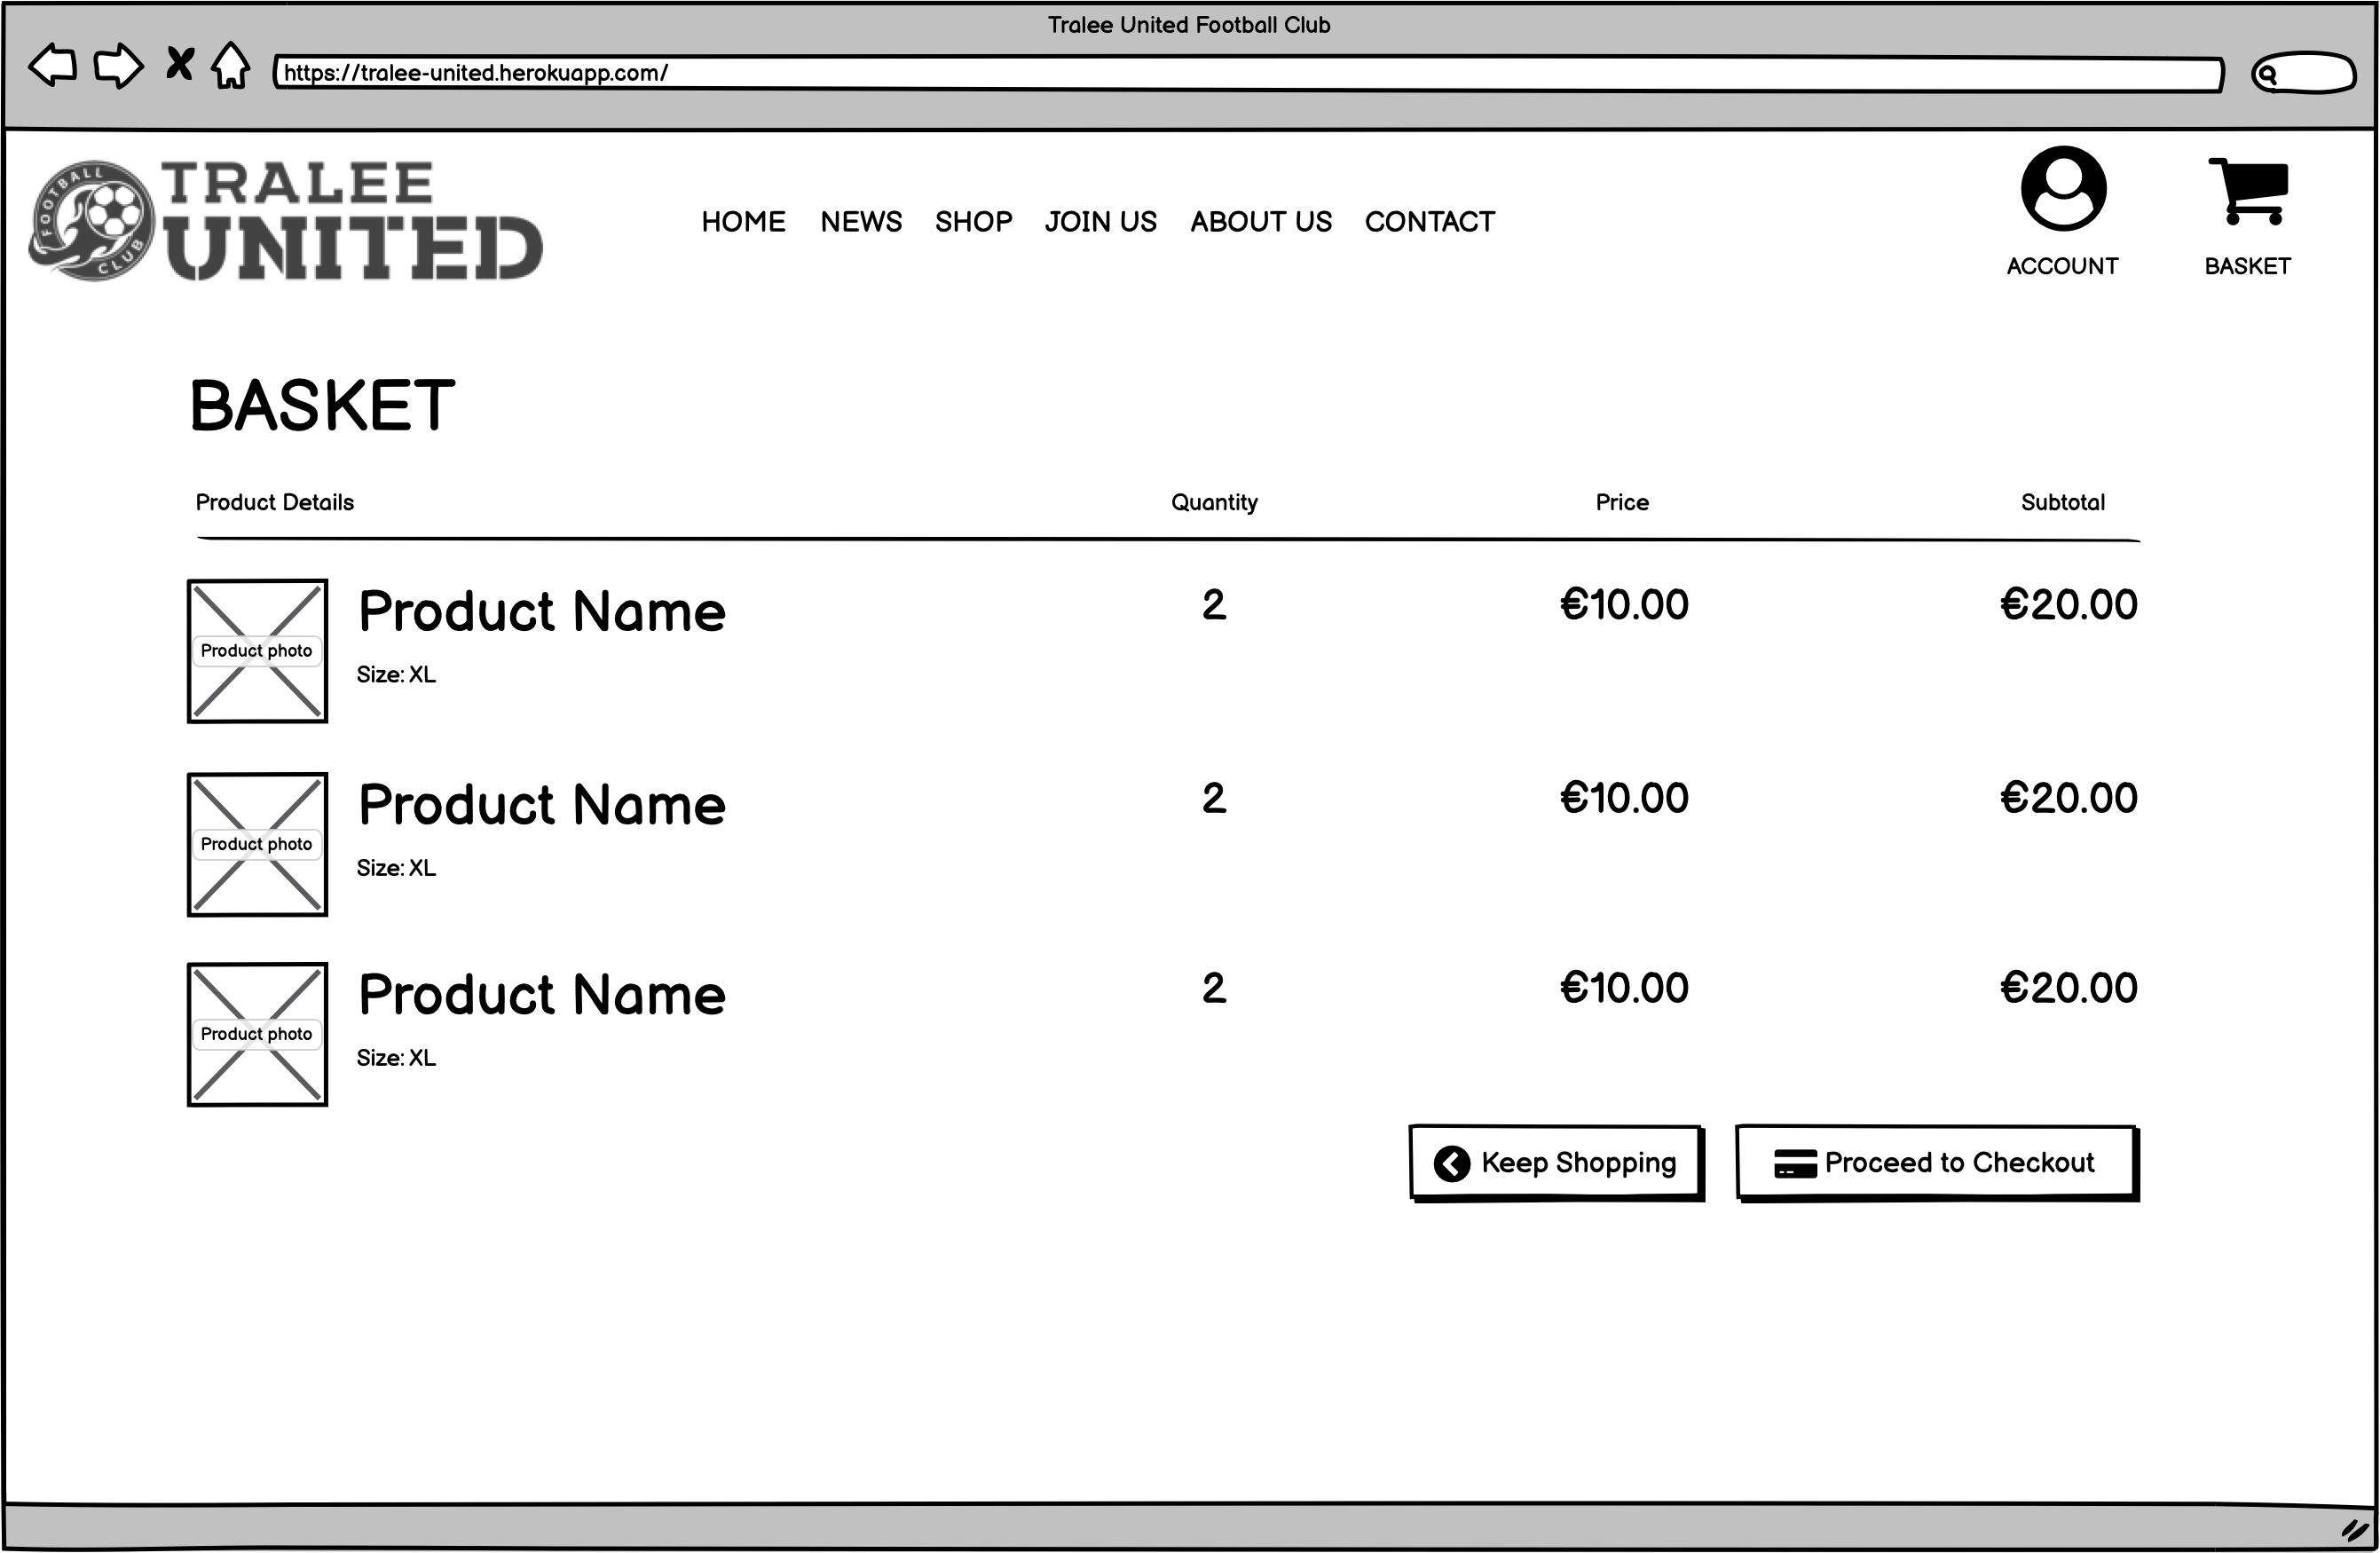 Tralee United Football Club
https://tralee-united.herokuapp.com/
FOOTBALL CLUB
TRALEE
UNITED
HOME NEWS SHOP JOIN US ABOUT US CONTACT
ACCOUNT BASKET
BASKET
Product Details Quantity Price Subtotal
Product Name 2 €10.00 €20.00
Product photo
Size: XL
Product Name 2 €10.00 €20.00
Product photo
Size: XL
Product Name 2 €10.00 €20.00
Product photo
Size: XL
Keep Shopping Proceed to Checkout